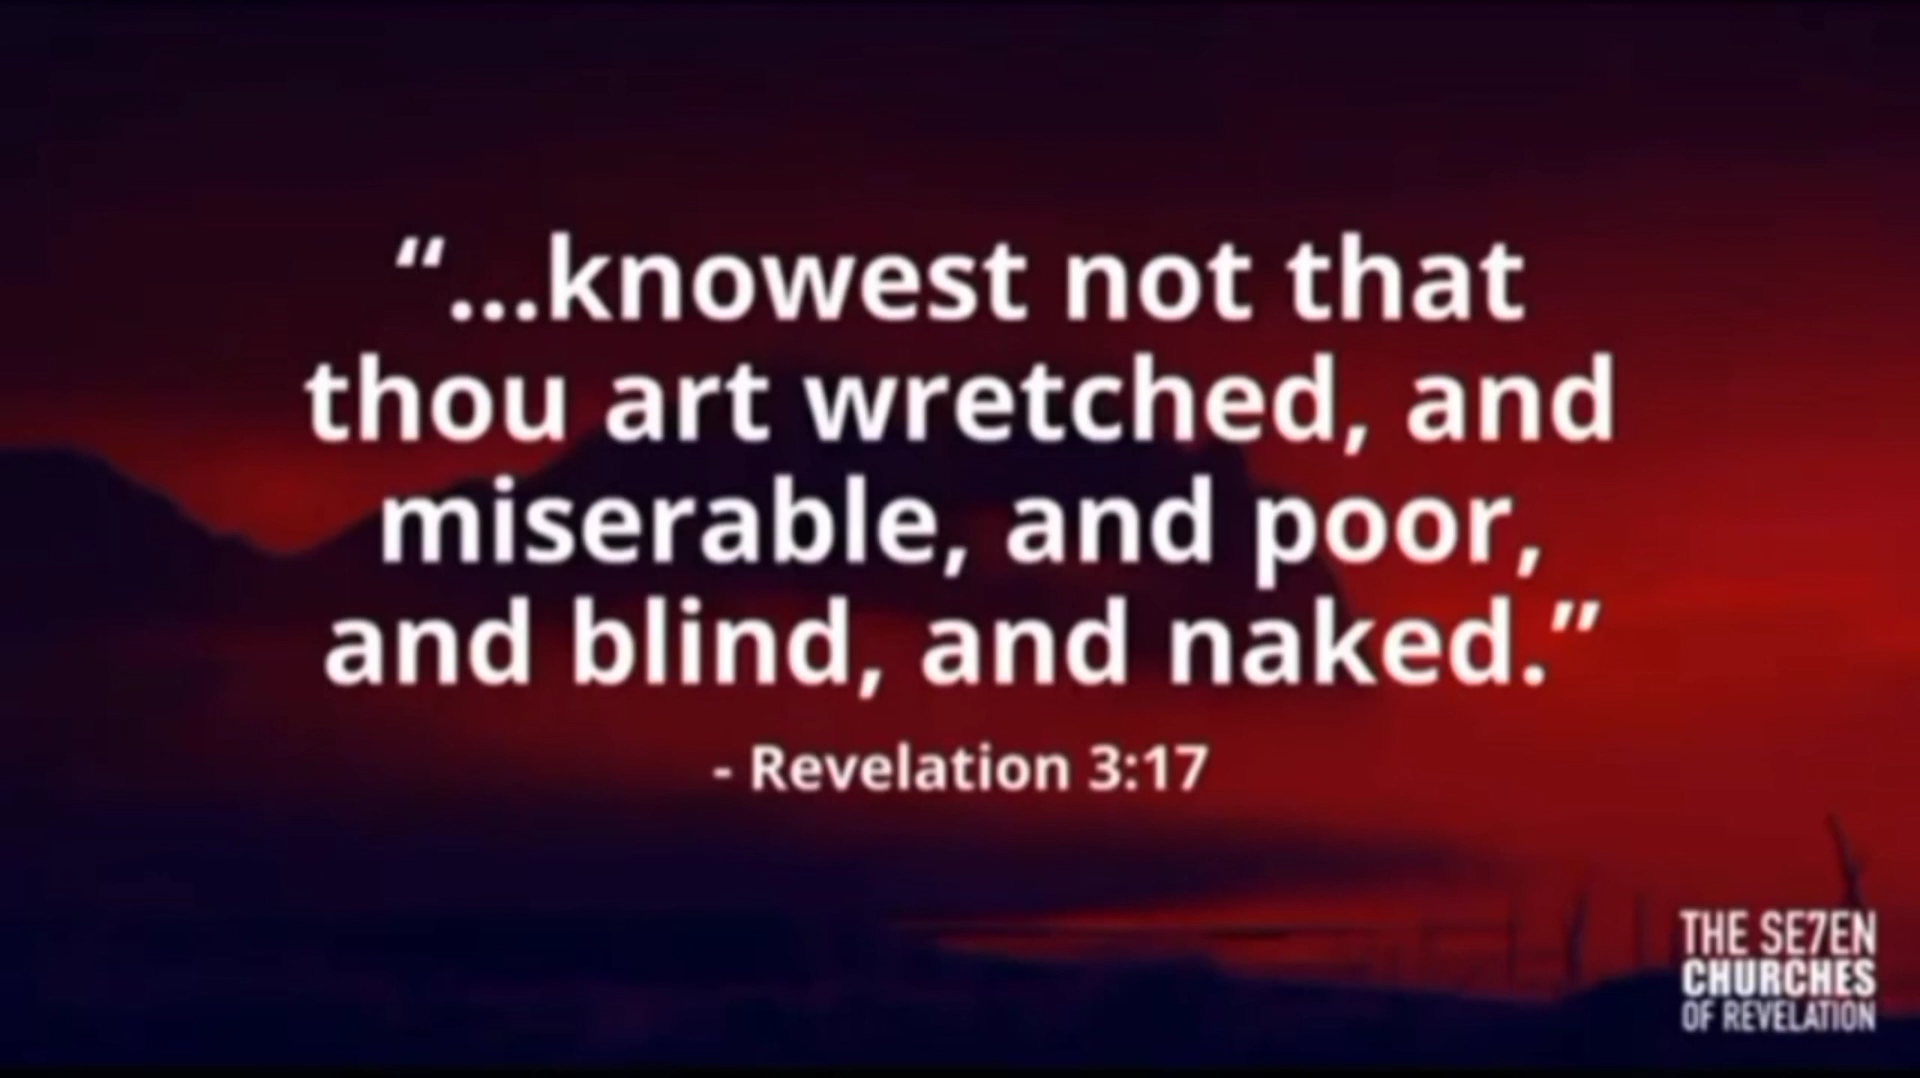 “...knowest not that
thou art wretched, and
miserable, and poor,
and blind, and naked.”
- Revelation 3:17
THE SE7EN
CHURCHES
OF REVELATION